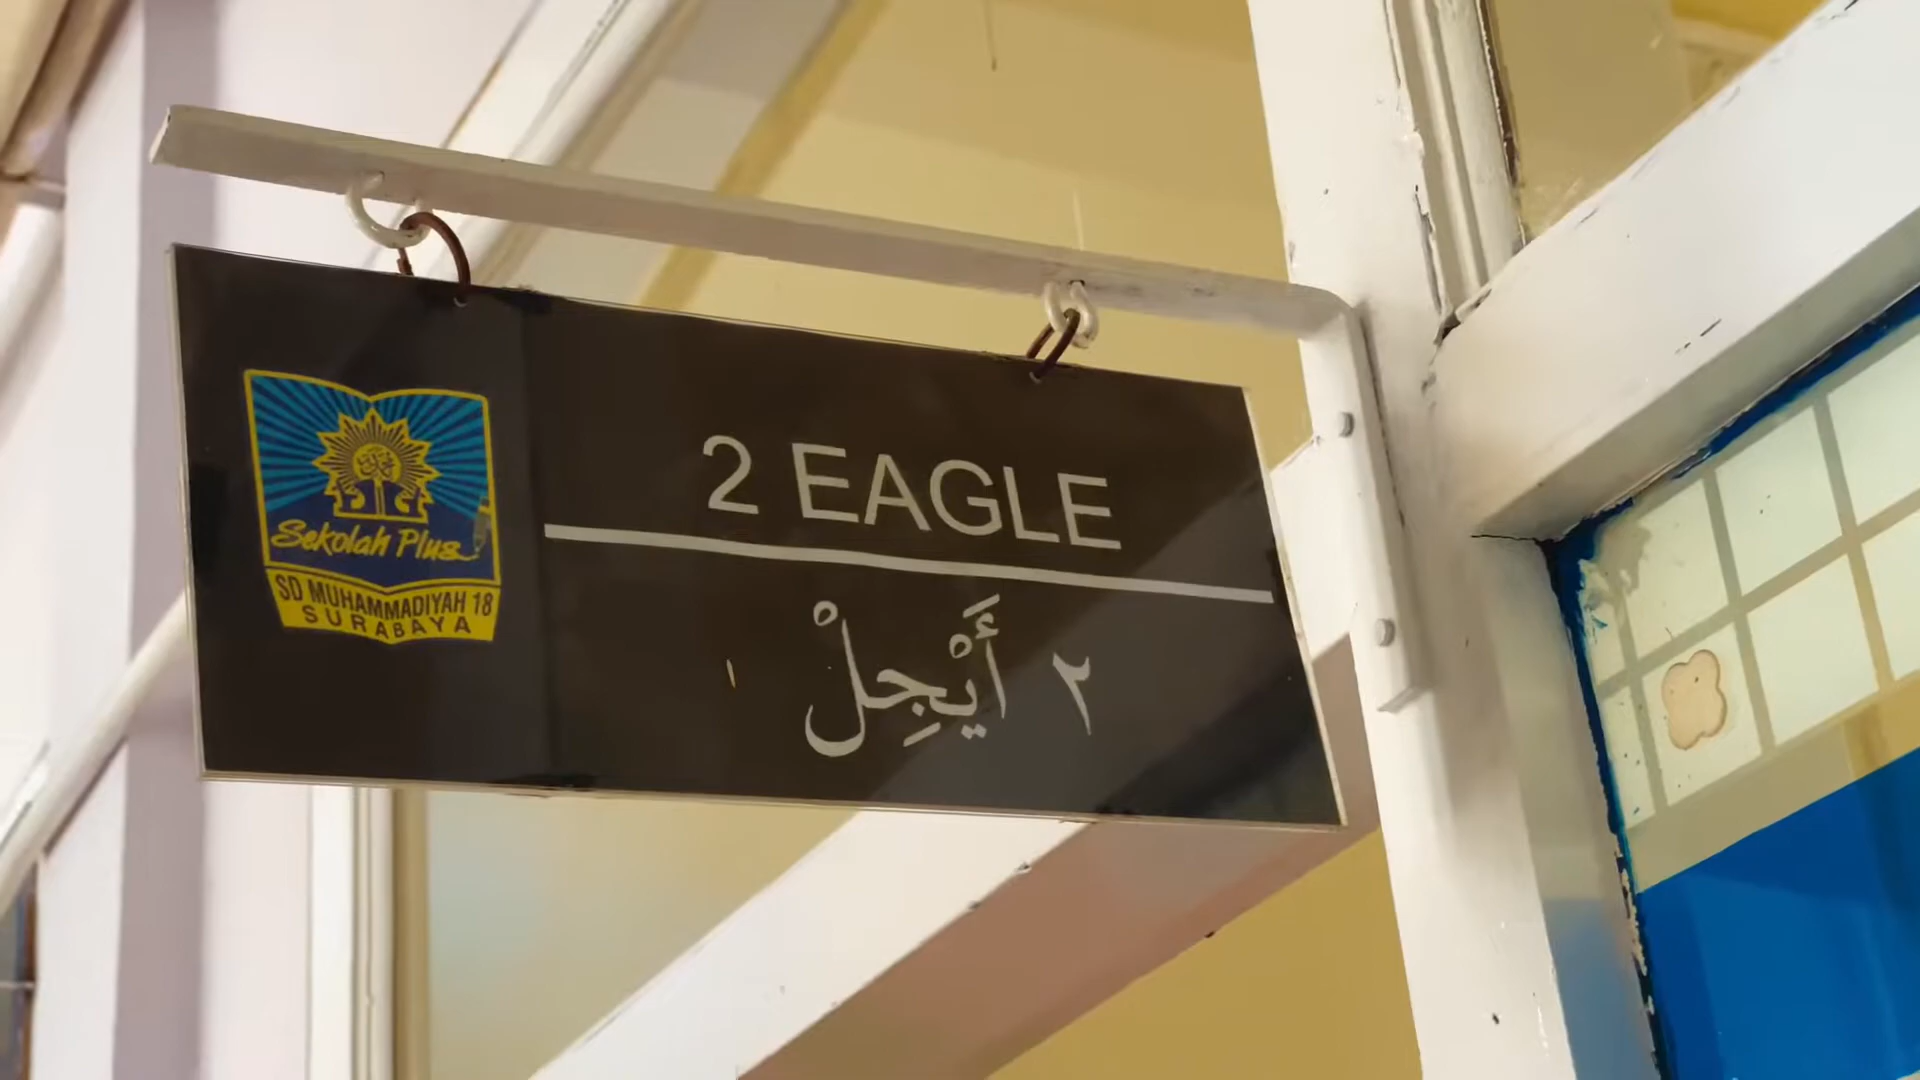 2 EAGLE
٢ أَيْجِلْ
Sekolah Plus
SD MUHAMMADIYAH 18
SURABAYA